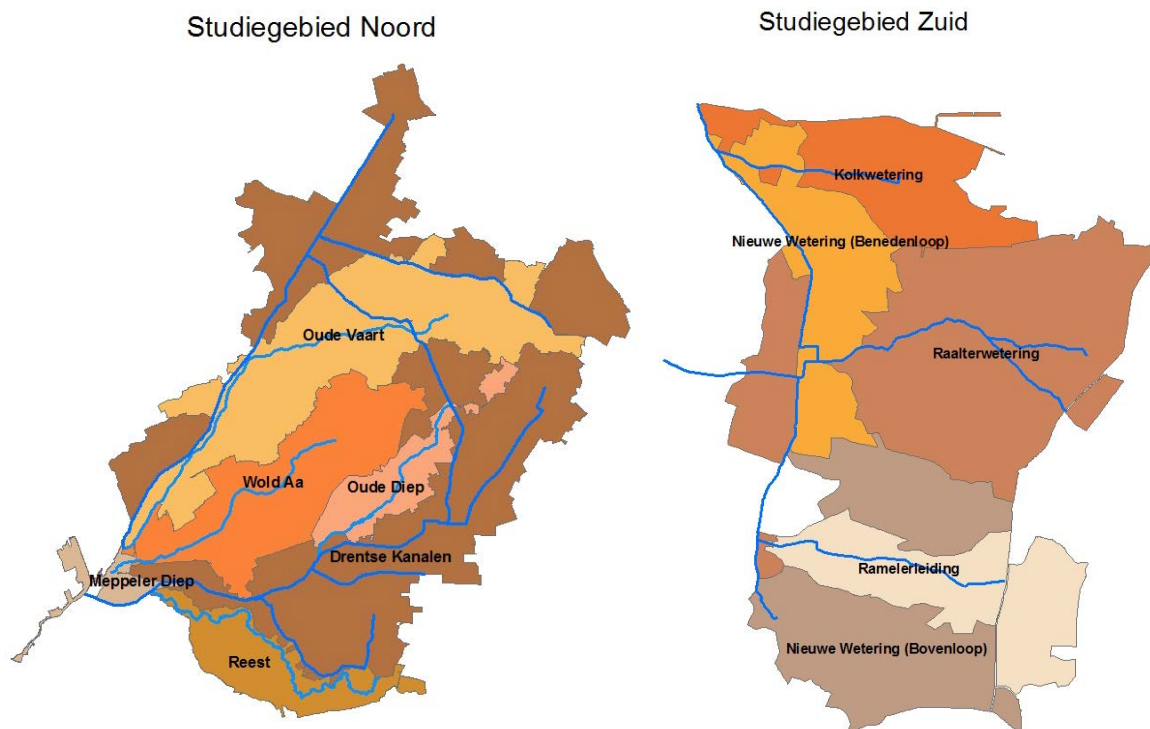 Studiegebied Noord
Oude Vaart
Wold Aa
Oude Diep
Drentse Kanalen
Meppeler Diep
Reest
Studiegebied Zuid
Kolkwetering
Nieuwe Wetering (Benedenloop)
Raalterwetering
Ramelerleiding
Nieuwe Wetering (Bovenloop)